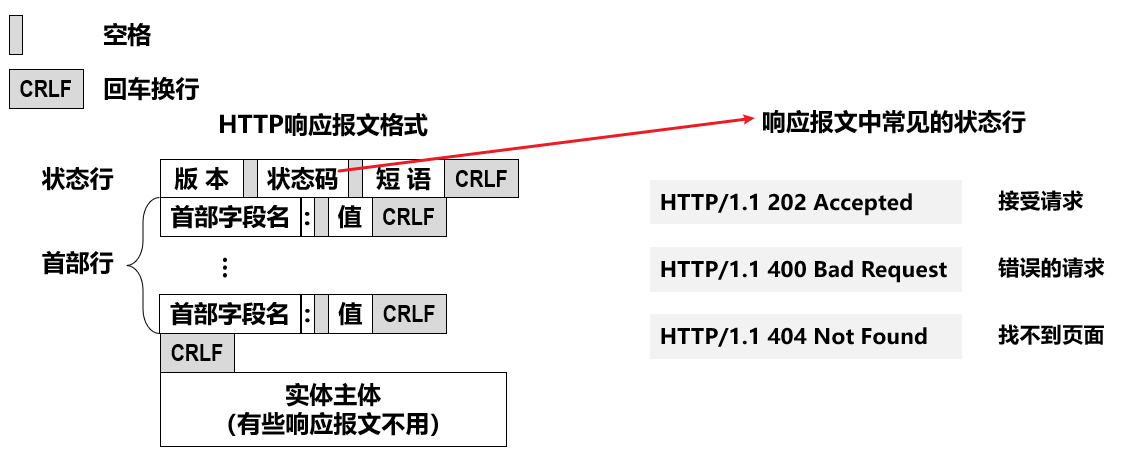 空格
CRLF 回车换行
HTTP响应报文格式
响应报文中常见的状态行
状态行 版 本 状态码 短 语 CRLF
首部字段名 : 值 CRLF
首部行
⋮
首部字段名 : 值 CRLF
CRLF
实体主体
（有些响应报文不用）
HTTP/1.1 202 Accepted 接受请求
HTTP/1.1 400 Bad Request 错误的请求
HTTP/1.1 404 Not Found 找不到页面